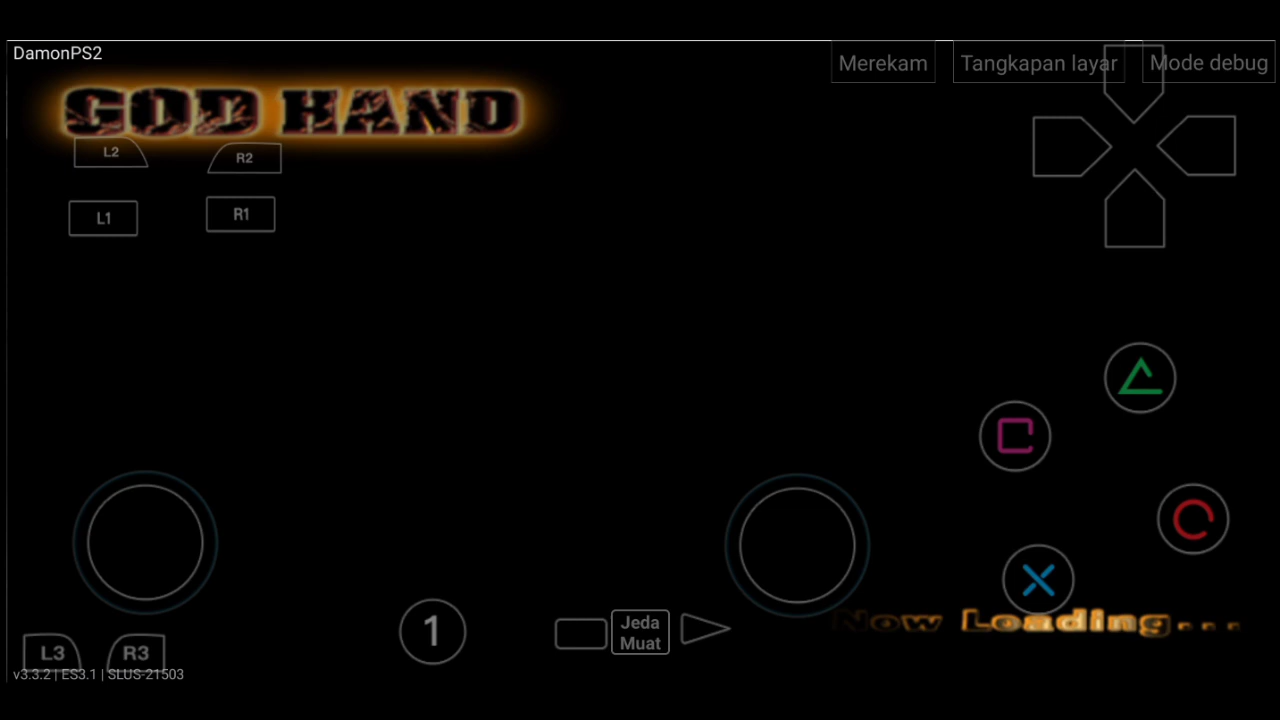 DamonPS2
Merekam
Tangkapan layar
Mode debug
GOD HAND
L2
R2
L1
R1
1
Jeda
Muat
Now Loading...
L3
R3
v3.3.2 | ES3.1 | SLUS-21503